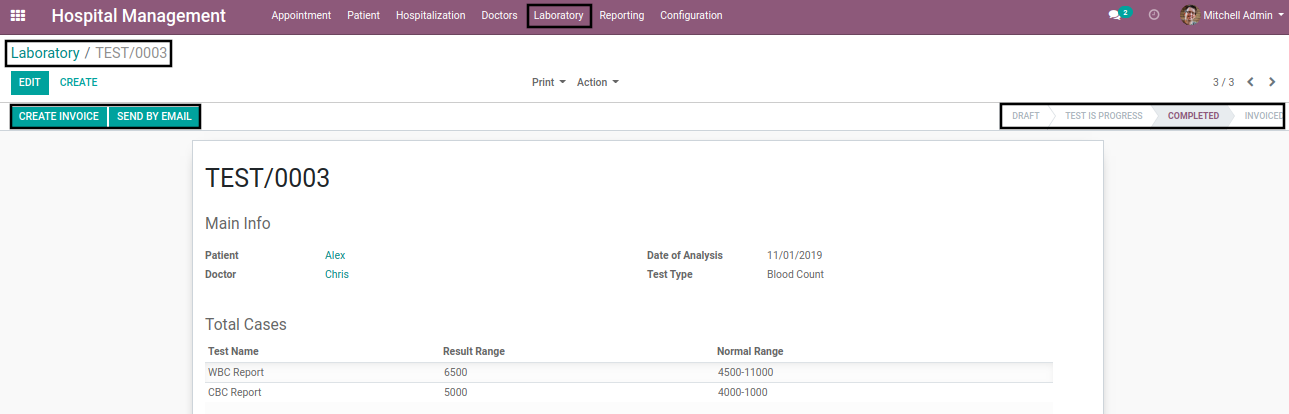 Hospital Management Appointment Patient Hospitalization Doctors Laboratory Reporting Configuration 2 Mitchell Admin
Laboratory / TEST/0003
EDIT CREATE Print Action 3 / 3
CREATE INVOICE SEND BY EMAIL DRAFT TEST IS PROGRESS COMPLETED INVOICED
TEST/0003
Main Info
Patient Alex Date of Analysis 11/01/2019
Doctor Chris Test Type Blood Count
Total Cases
Test Name Result Range Normal Range
WBC Report 6500 4500-11000
CBC Report 5000 4000-1000